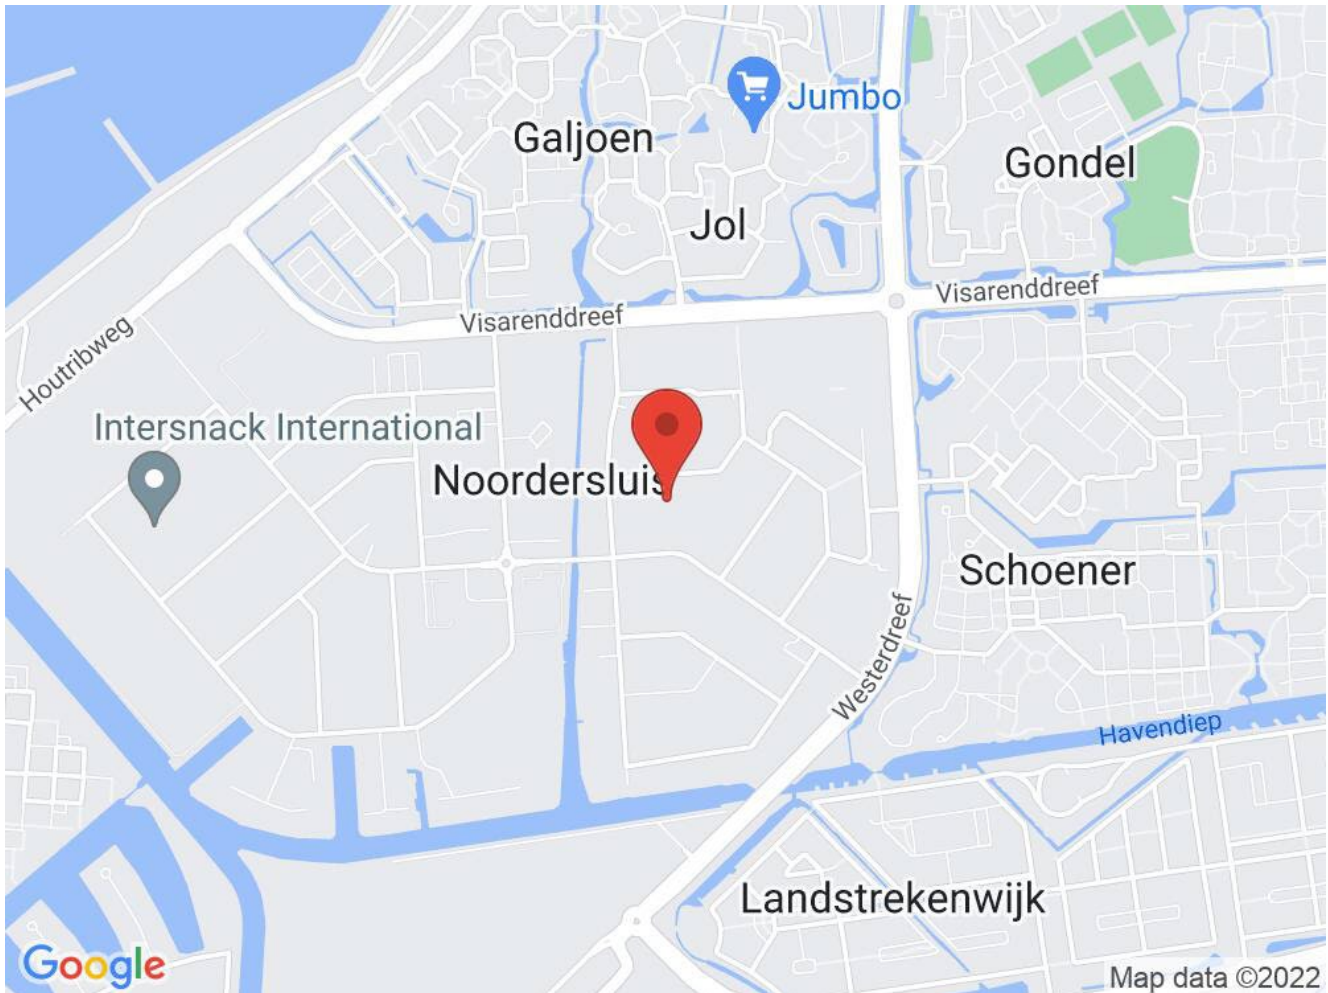 Jumbo
Galjoen
Gondel
Jol
Visarenddreef
Visarenddreef
Houtribweg
Intersnack International
Noordersluis
Schoener
Westerdreef
Havendiep
Landstrekenwijk
Google
Map data ©2022